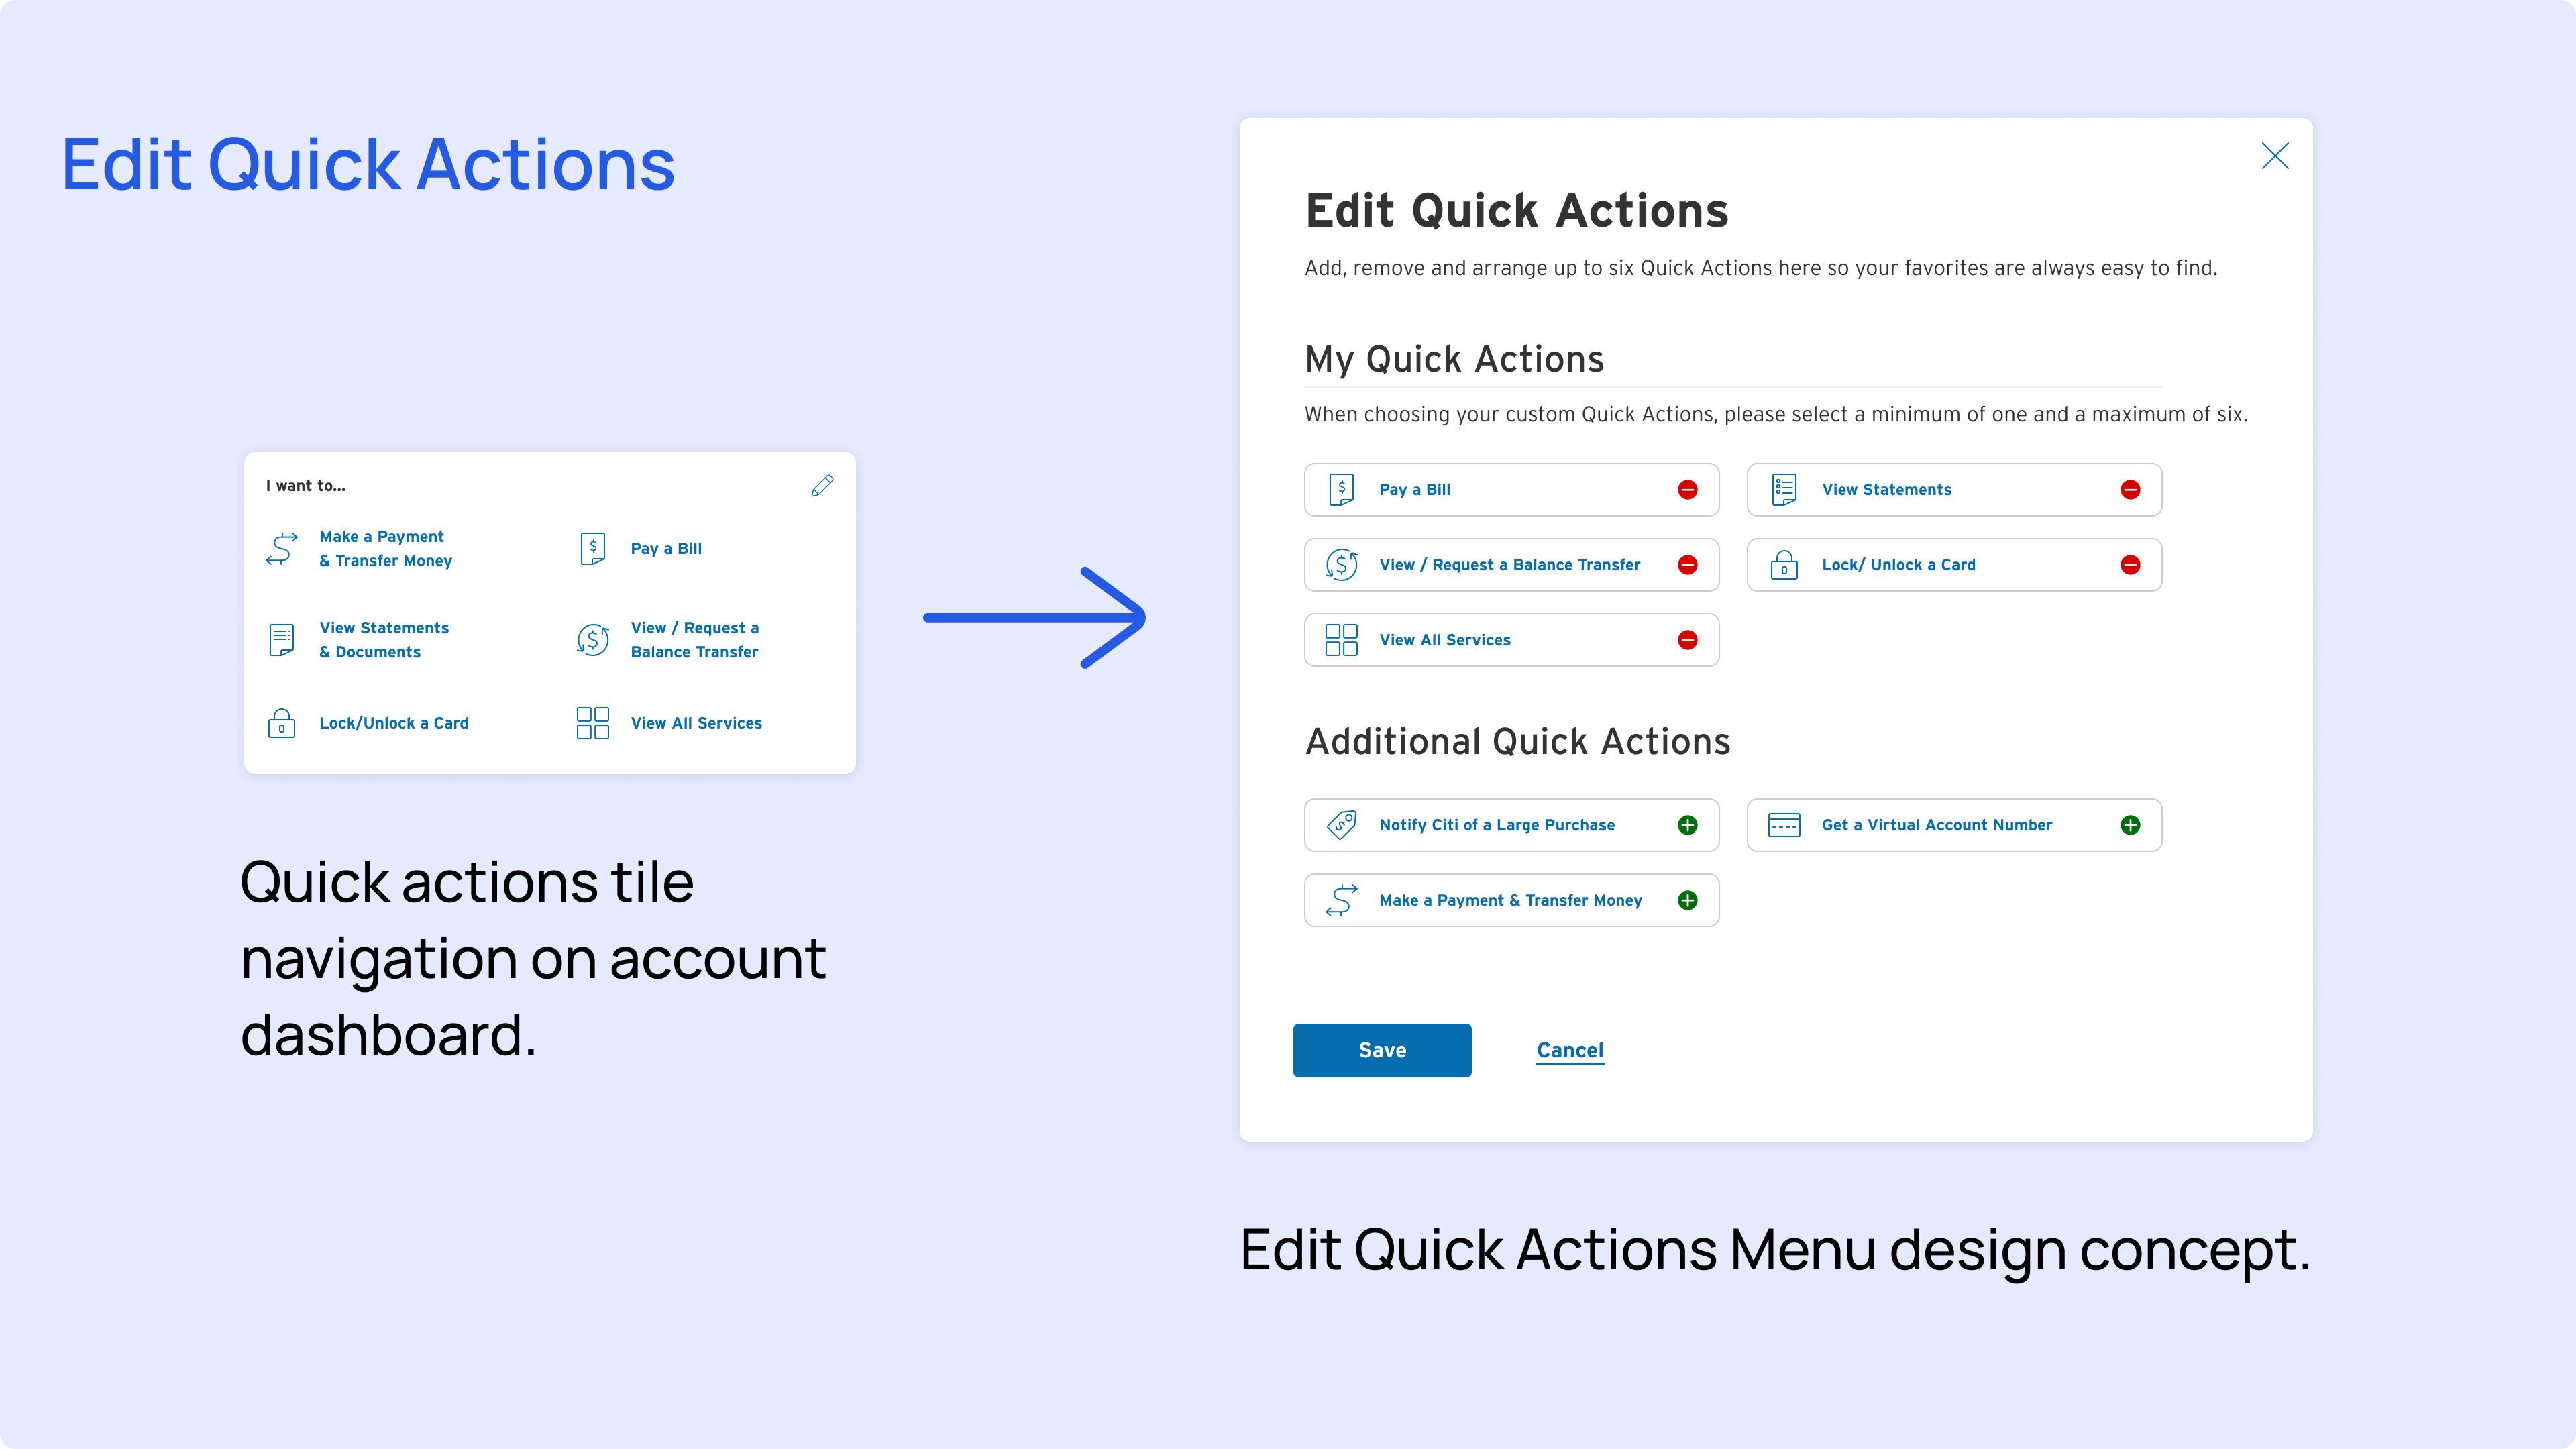 Edit Quick Actions
I want to...
Make a Payment
& Transfer Money
Pay a Bill
View Statements
& Documents
View / Request a
Balance Transfer
Lock/Unlock a Card
View All Services
Quick actions tile
navigation on account
dashboard.
Edit Quick Actions
Add, remove and arrange up to six Quick Actions here so your favorites are always easy to find.
My Quick Actions
When choosing your custom Quick Actions, please select a minimum of one and a maximum of six.
Pay a Bill
View Statements
View / Request a Balance Transfer
Lock/ Unlock a Card
View All Services
Additional Quick Actions
Notify Citi of a Large Purchase
Get a Virtual Account Number
Make a Payment & Transfer Money
Save
Cancel
Edit Quick Actions Menu design concept.